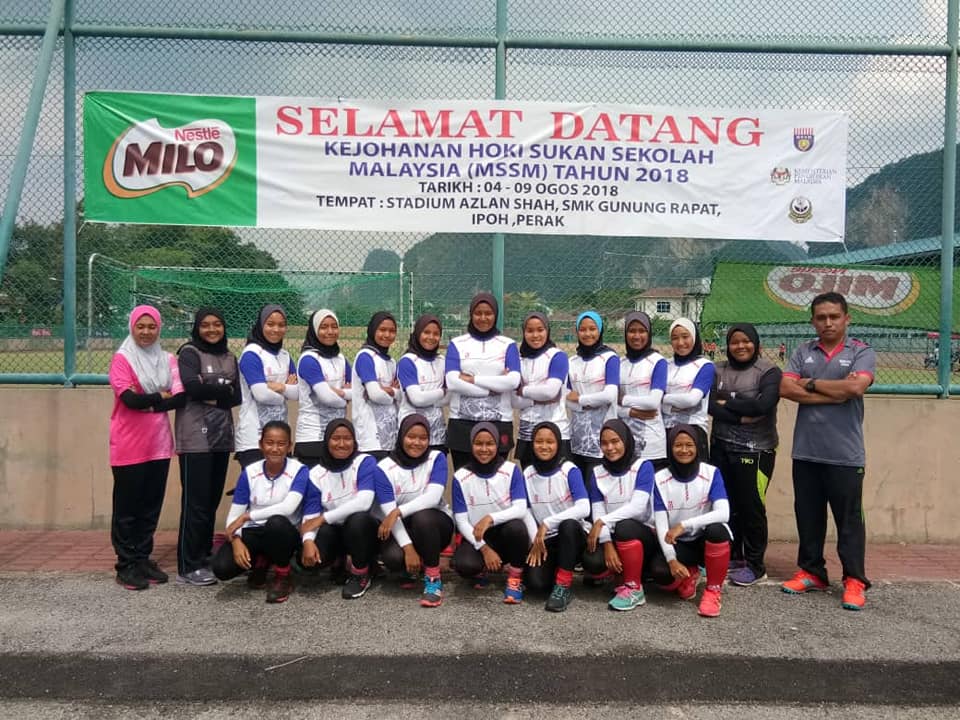 Nestlé
MILO
SELAMAT DATANG
KEJOHANAN HOKI SUKAN SEKOLAH
MALAYSIA (MSSM) TAHUN 2018
TARIKH : 04 - 09 OGOS 2018
TEMPAT : STADIUM AZLAN SHAH, SMK GUNUNG RAPAT,
IPOH ,PERAK
KEMENTERIAN
PENDIDIKAN
MALAYSIA
MILO